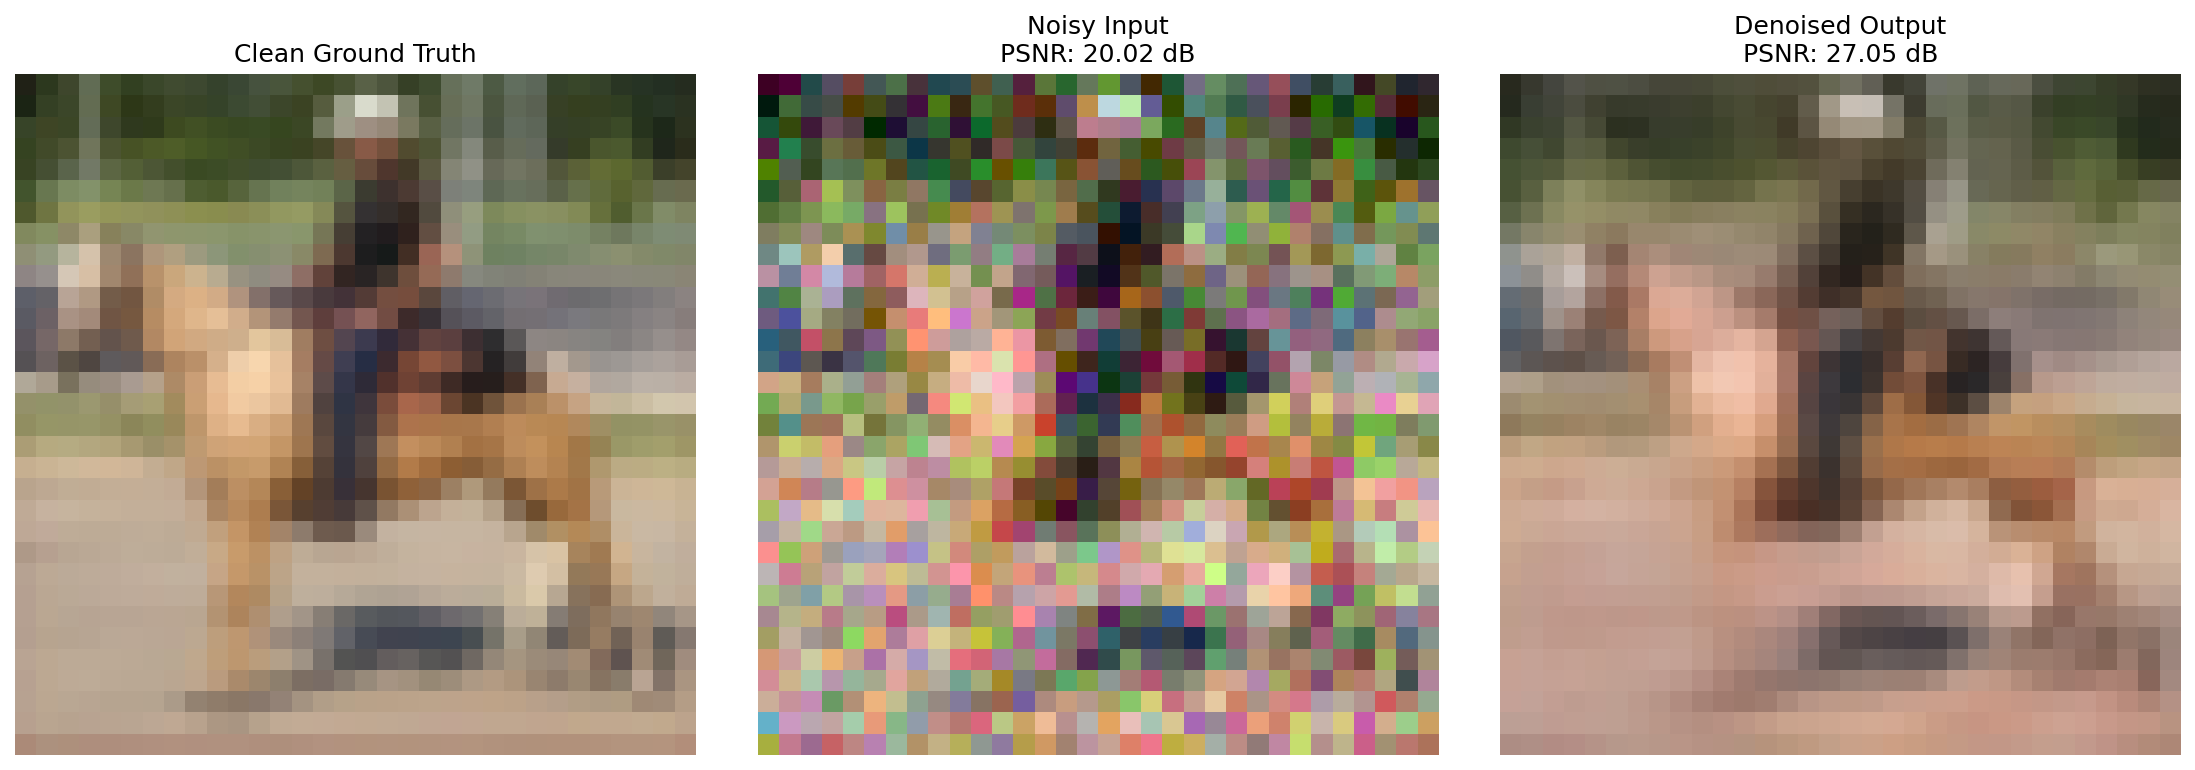 Clean Ground Truth
Noisy Input
PSNR: 20.02 dB
Denoised Output
PSNR: 27.05 dB